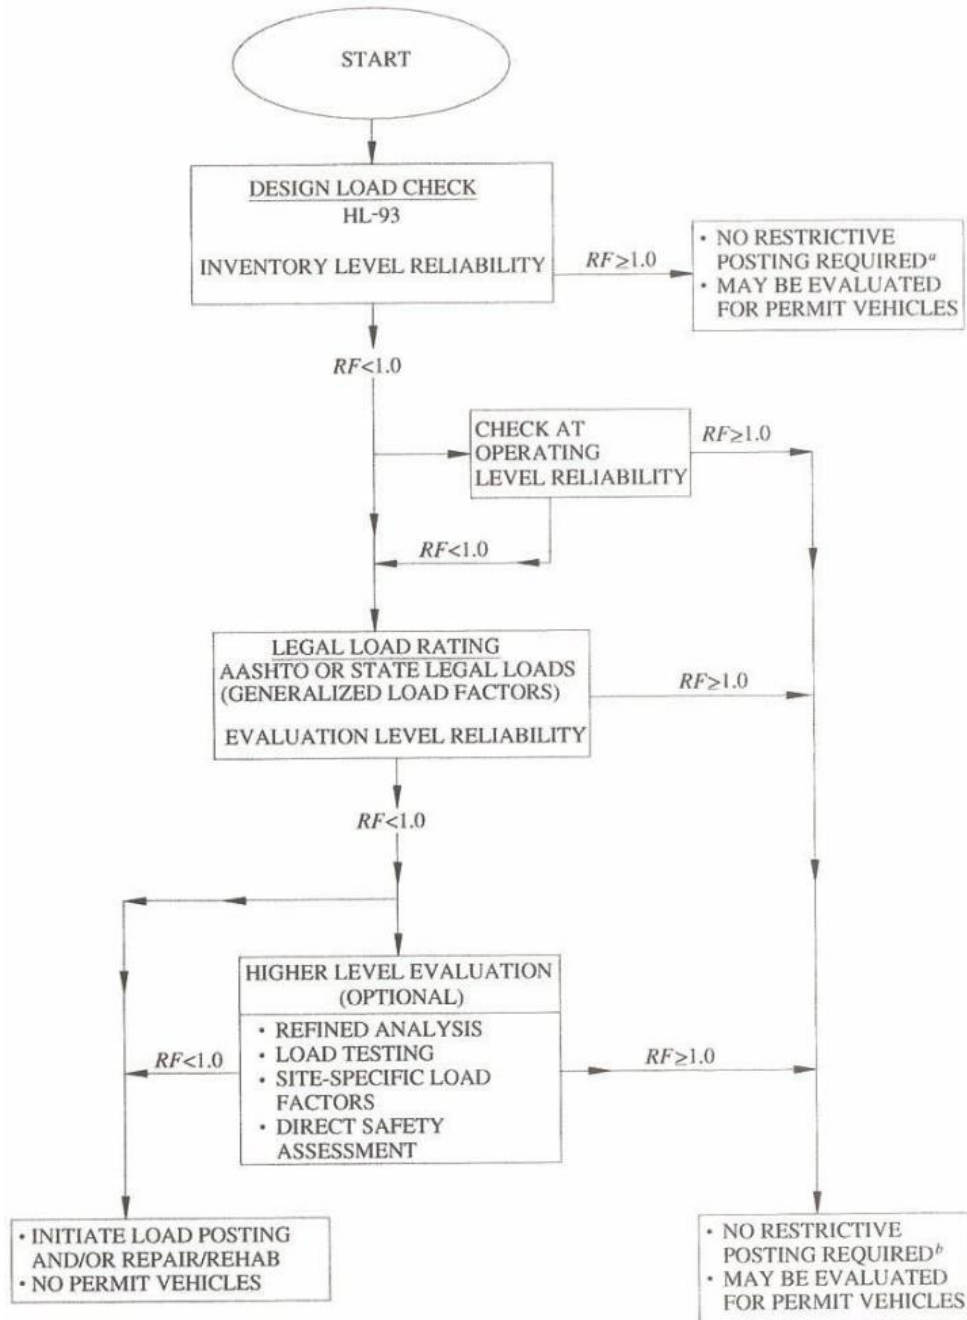 START
DESIGN LOAD CHECK
HL-93
INVENTORY LEVEL RELIABILITY
RF≥1.0
• NO RESTRICTIVE
POSTING REQUIREDᵃ
• MAY BE EVALUATED
FOR PERMIT VEHICLES
RF<1.0
CHECK AT
OPERATING
LEVEL RELIABILITY
RF≥1.0
RF<1.0
LEGAL LOAD RATING
AASHTO OR STATE LEGAL LOADS
(GENERALIZED LOAD FACTORS)
EVALUATION LEVEL RELIABILITY
RF≥1.0
RF<1.0
HIGHER LEVEL EVALUATION
(OPTIONAL)
• REFINED ANALYSIS
• LOAD TESTING
• SITE-SPECIFIC LOAD
FACTORS
• DIRECT SAFETY
ASSESSMENT
RF<1.0
RF≥1.0
• INITIATE LOAD POSTING
AND/OR REPAIR/REHAB
• NO PERMIT VEHICLES
• NO RESTRICTIVE
POSTING REQUIREDᵇ
• MAY BE EVALUATED
FOR PERMIT VEHICLES